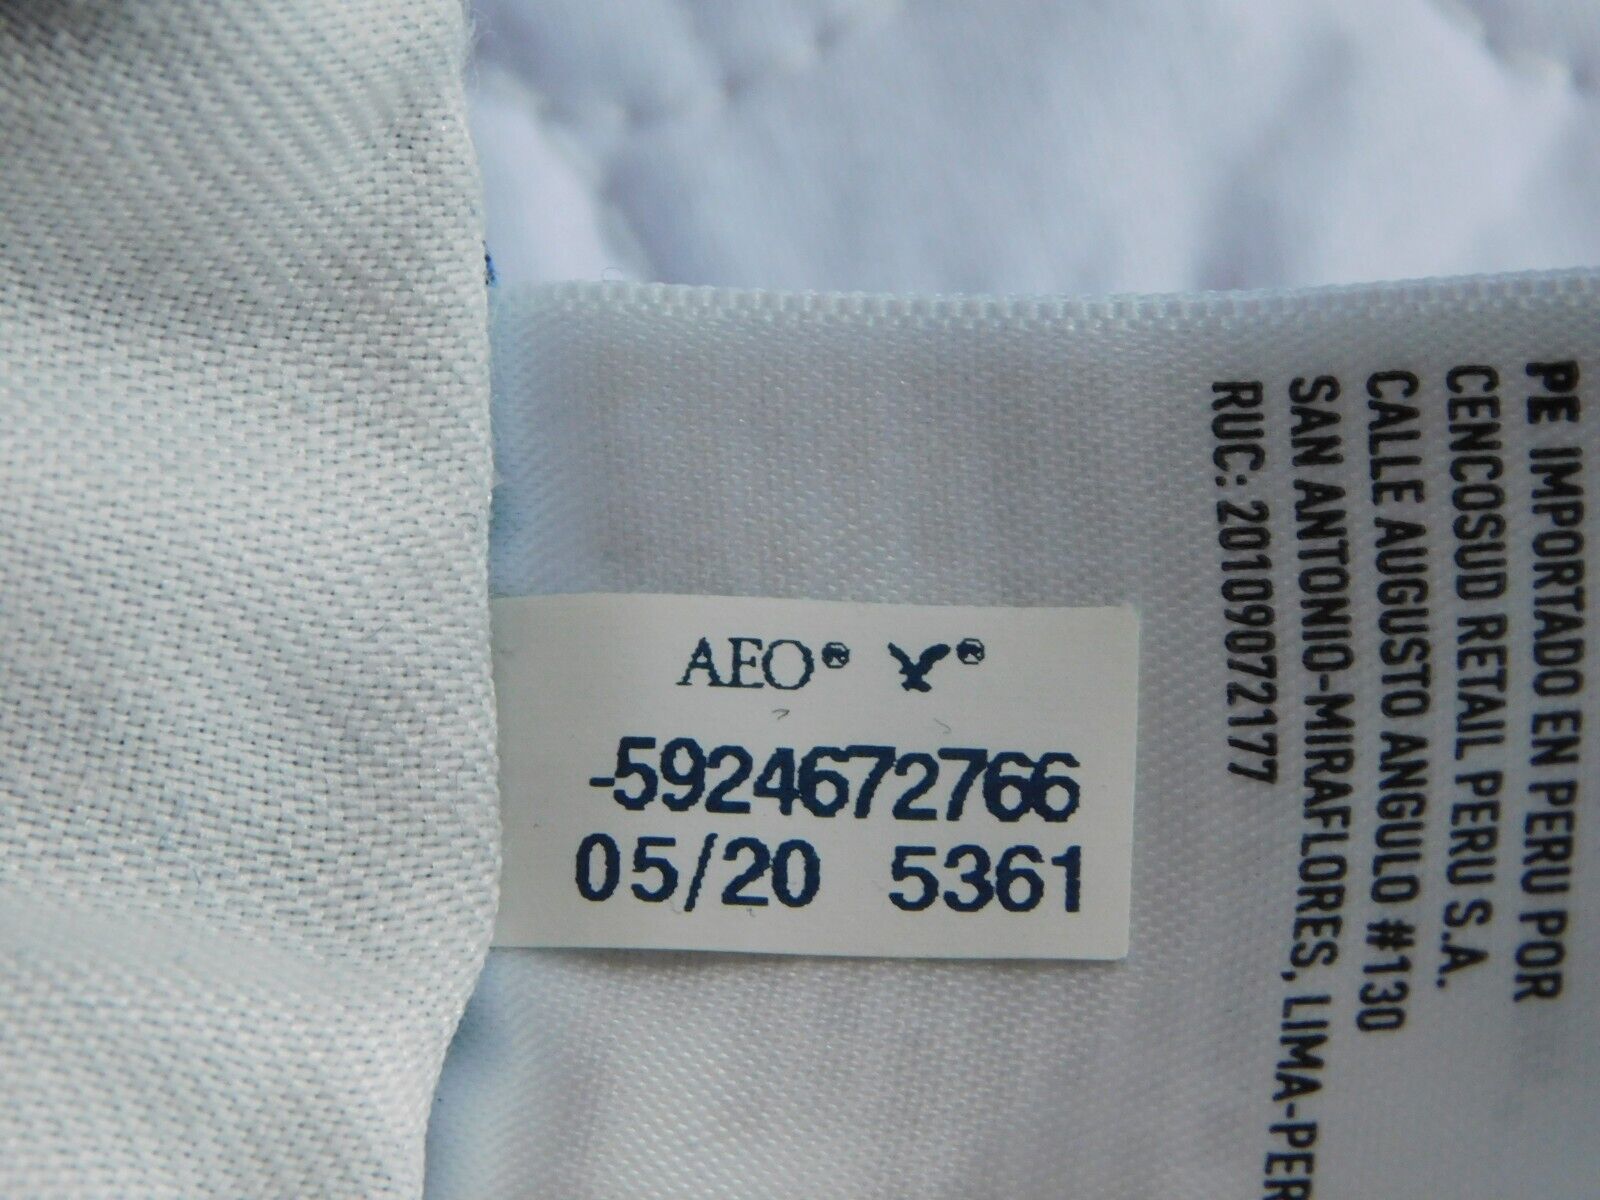 AEO® ®
-5924672766
05/20 5361
PE IMPORTADO EN PERU POR
CENCOSUD RETAIL PERU S.A.
CALLE AUGUSTO ANGULO #130
SAN ANTONIO-MIRAFLORES, LIMA-PER
RUC: 20109072177